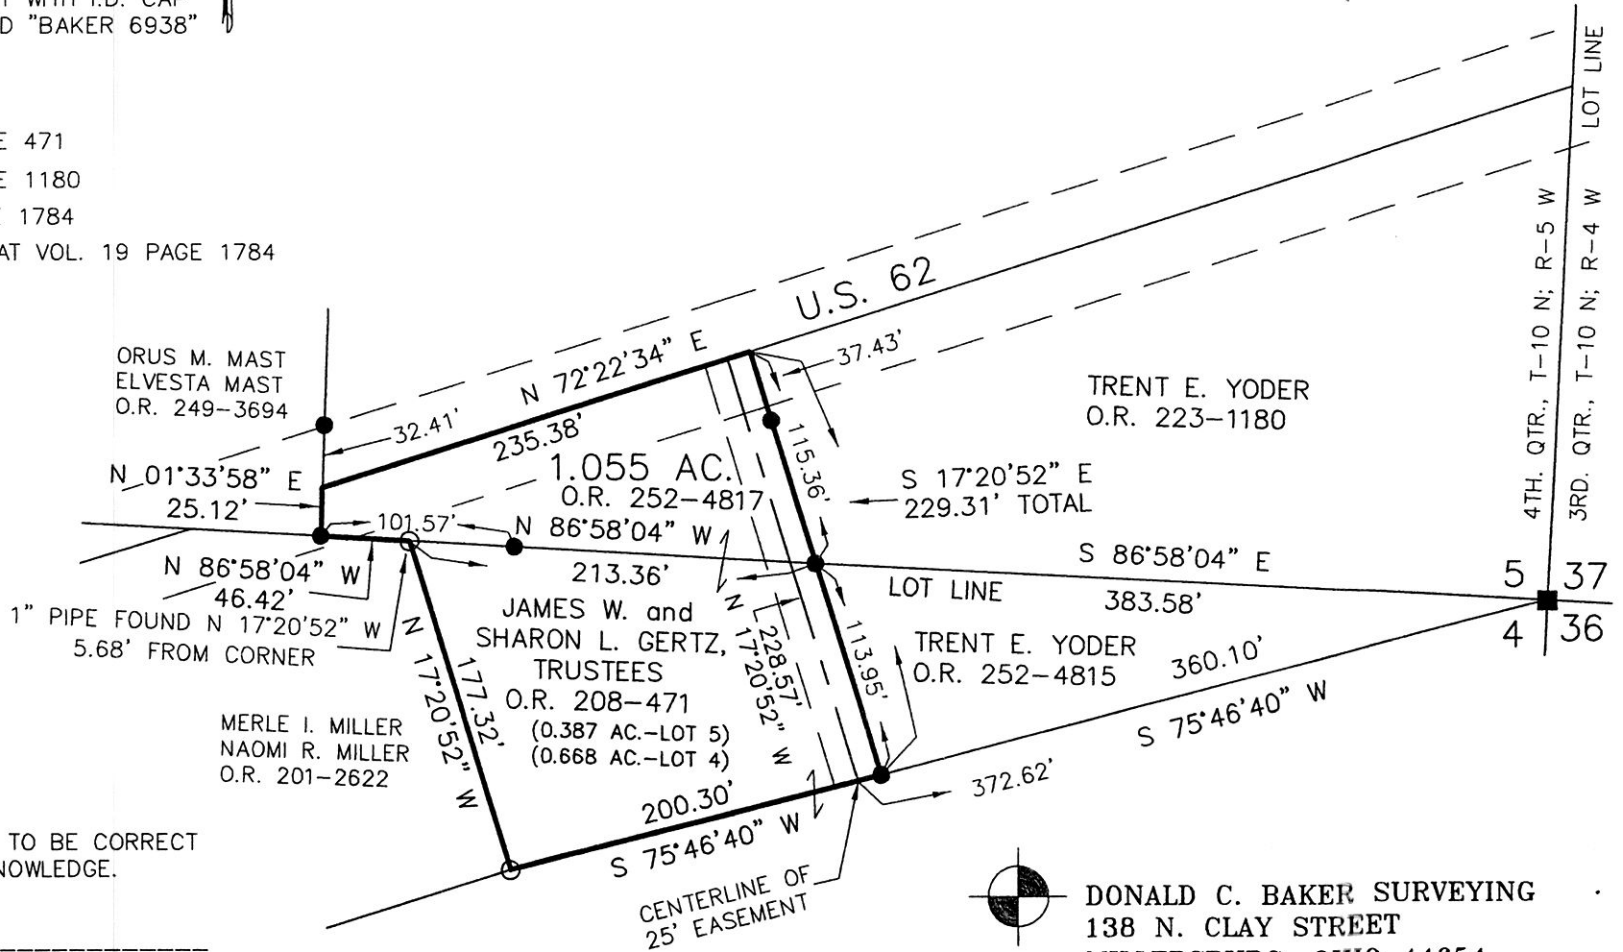 D "BAKER 6938"
E 471
E 1180
1784
AT VOL. 19 PAGE 1784
LOT LINE
4TH. QTR., T-10 N; R-5 W
3RD. QTR., T-10 N; R-4 W
U.S. 62
ORUS M. MAST
ELVESTA MAST
O.R. 249-3694
N 72°22'34" E
235.38'
32.41'
37.43'
TRENT E. YODER
O.R. 223-1180
N 01°33'58" E
25.12'
1.055 AC.
O.R. 252-4817
115.36'
S 17°20'52" E
229.31' TOTAL
101.57'
N 86°58'04" W
213.36'
S 86°58'04" E
383.58'
LOT LINE
5 37
4 36
N 86°58'04" W
46.42'
1" PIPE FOUND N 17°20'52" W
5.68' FROM CORNER
JAMES W. and
SHARON L. GERTZ,
TRUSTEES
O.R. 208-471
(0.387 AC.-LOT 5)
(0.668 AC.-LOT 4)
N 17°20'52" W
177.32'
N 17°20'52" W
228.57'
113.95'
TRENT E. YODER
O.R. 252-4815
360.10'
S 75°46'40" W
MERLE I. MILLER
NAOMI R. MILLER
O.R. 201-2622
372.62'
200.30'
S 75°46'40" W
CENTERLINE OF
25' EASEMENT
TO BE CORRECT
NOWLEDGE.
DONALD C. BAKER SURVEYING
138 N. CLAY STREET